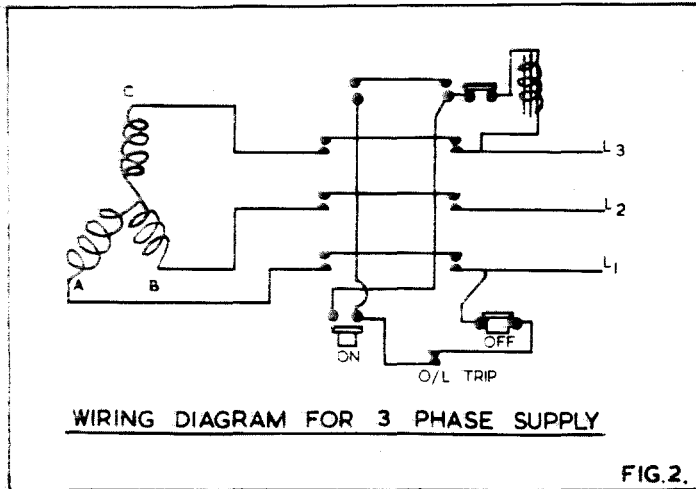 C
L3
L2
L1
A
B
ON
OFF
O/L TRIP
WIRING DIAGRAM FOR 3 PHASE SUPPLY
FIG.2.